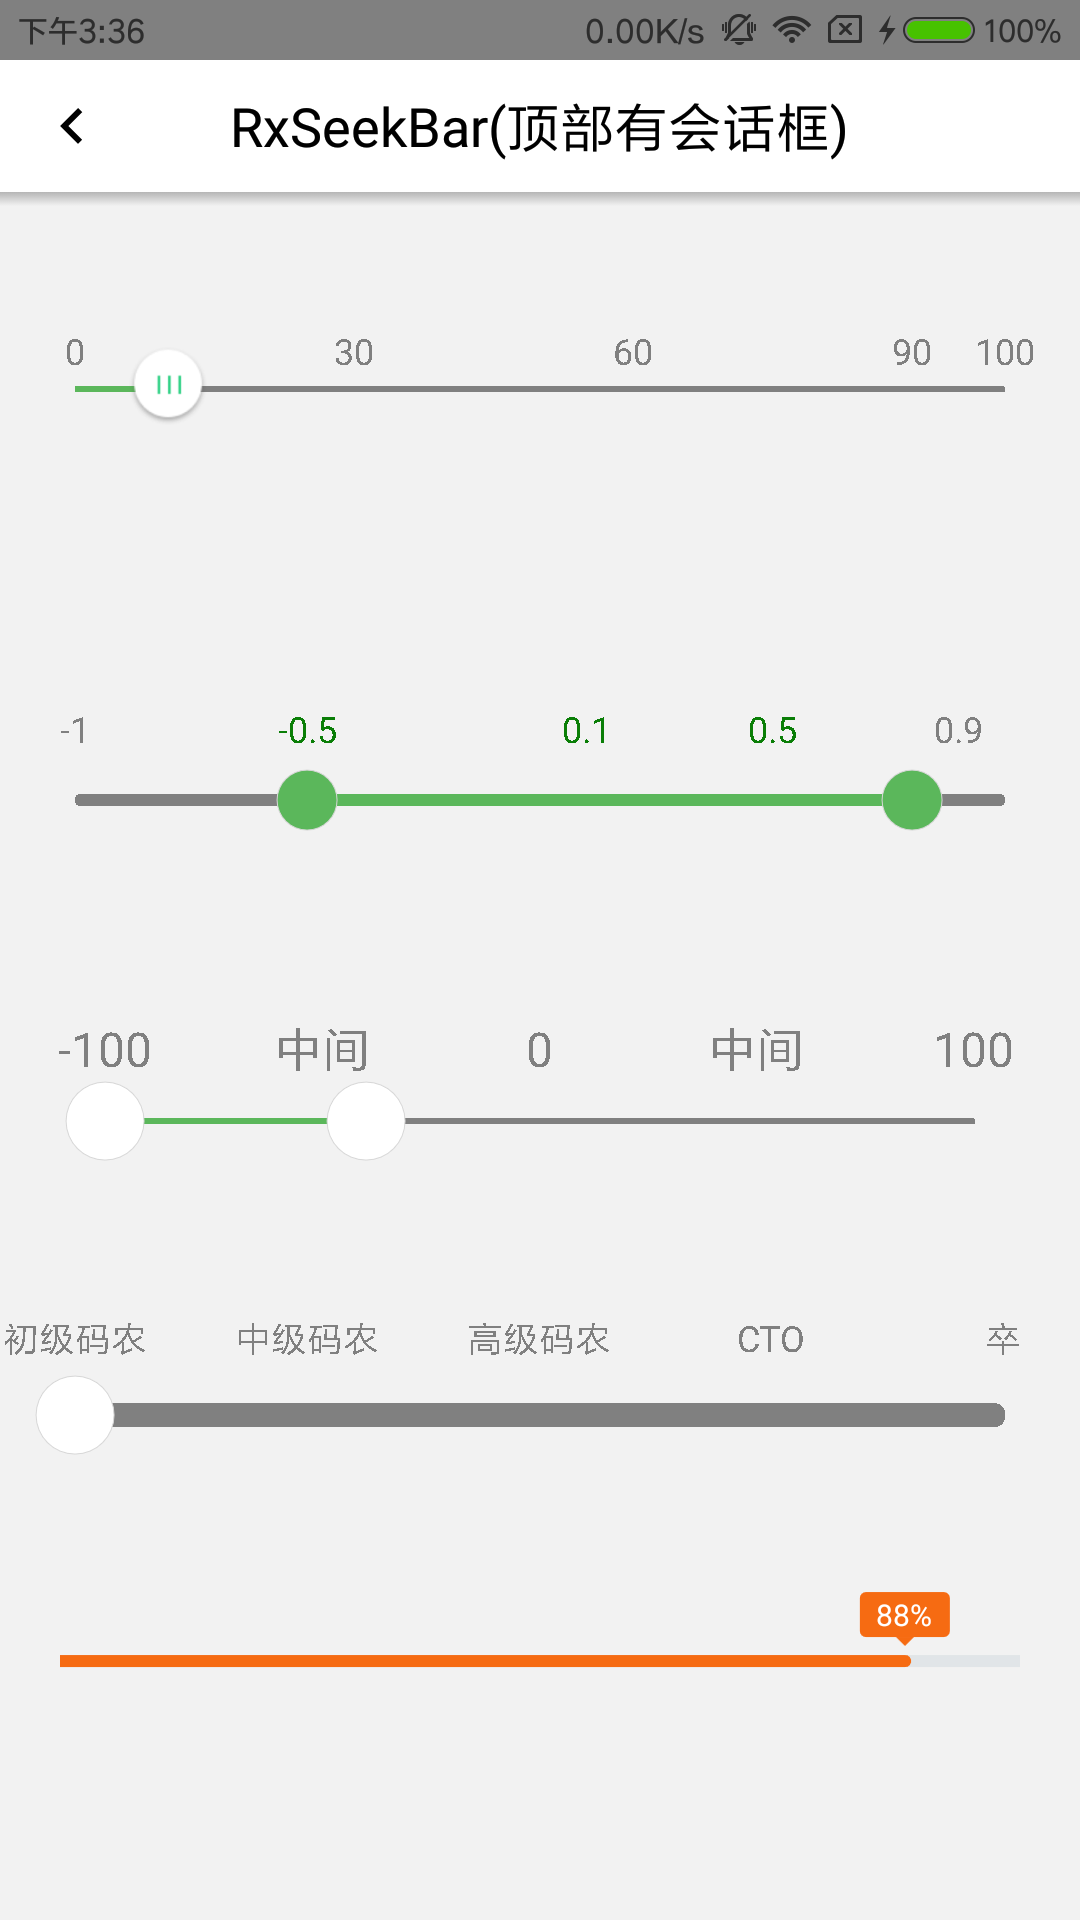 下午3:36 0.00K/s 100%
RxSeekBar(顶部有会话框)
0 30 60 90 100
-1 -0.5 0.1 0.5 0.9
-100 中间 0 中间 100
初级码农 中级码农 高级码农 CTO 卒
88%